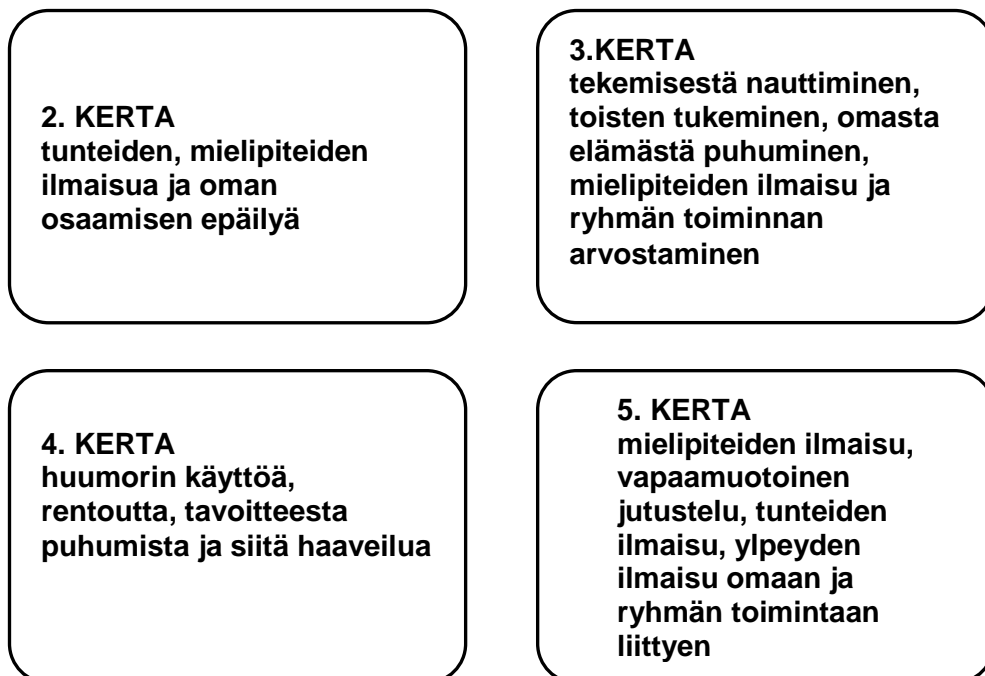 2. KERTA
tunteiden, mielipiteiden
ilmaisua ja oman
osaamisen epäilyä
3.KERTA
tekemisestä nauttiminen,
toisten tukeminen, omasta
elämästä puhuminen,
mielipiteiden ilmaisu ja
ryhmän toiminnan
arvostaminen
4. KERTA
huumorin käyttöä,
rentoutta, tavoitteesta
puhumista ja siitä haaveilua
5. KERTA
mielipiteiden ilmaisu,
vapaamuotoinen
jutustelu, tunteiden
ilmaisu, ylpeyden
ilmaisu omaan ja
ryhmän toimintaan
liittyen